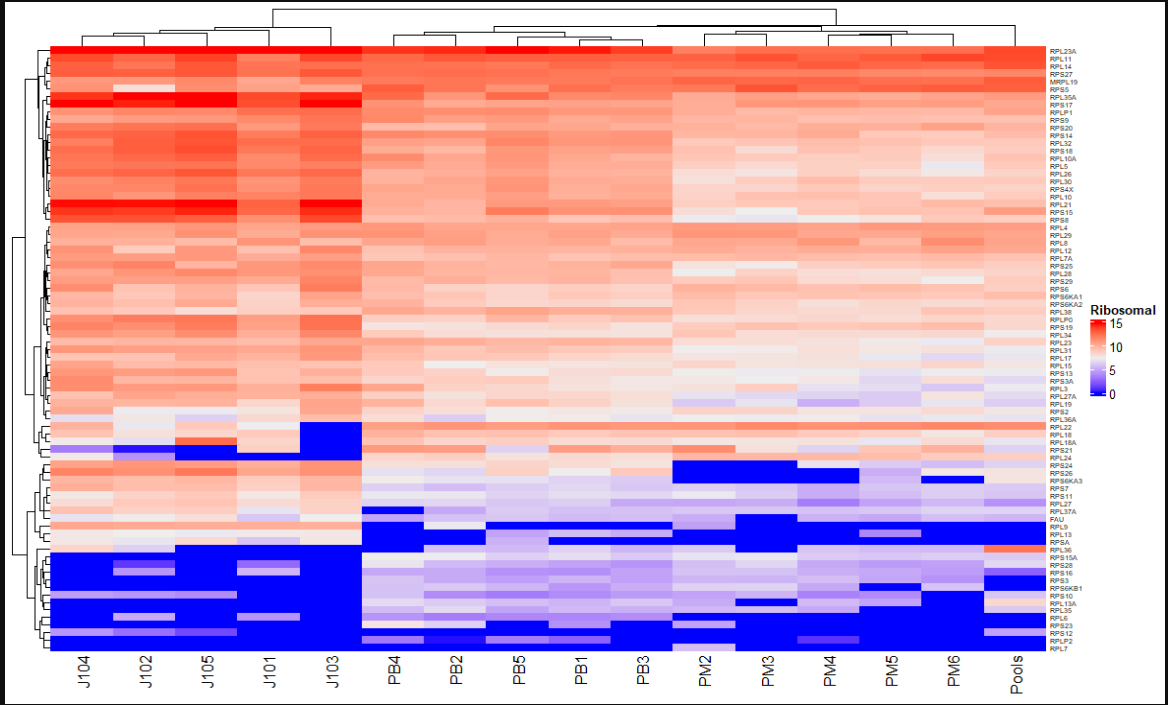 RPL23A
RPL11
RPL14
RPS27
MRPL19
RPS5
RPL35A
RPS17
RPLP1
RPS9
RPS20
RPS14
RPL32
RPS18
RPL10A
RPL5
RPL26
RPL30
RPS4X
RPL10
RPL21
RPS15
RPS8
RPL4
RPL29
RPL8
RPL12
RPL7A
RPS25
RPL28
RPS29
RPS6
RPS6KA1
RPS6KA2
RPL38
RPLP0
RPS19
RPL34
RPL23
RPL31
RPL17
RPL15
RPS13
RPS3A
RPL3
RPL27A
RPL19
RPS2
RPL36A
RPL22
RPL18
RPL18A
RPS21
RPL24
RPS24
RPS26
RPS6KA3
RPS7
RPS11
RPL27
RPL37A
FAU
RPL9
RPL13
RPSA
RPL36
RPS15A
RPS28
RPS16
RPS3
RPS6KB1
RPS10
RPL13A
RPL35
RPL6
RPS23
RPS12
RPLP2
RPL7
Ribosomal
15
10
5
0
J104 J102 J105 J101 J103 PB4 PB2 PB5 PB1 PB3 PM2 PM3 PM4 PM5 PM6 Pools